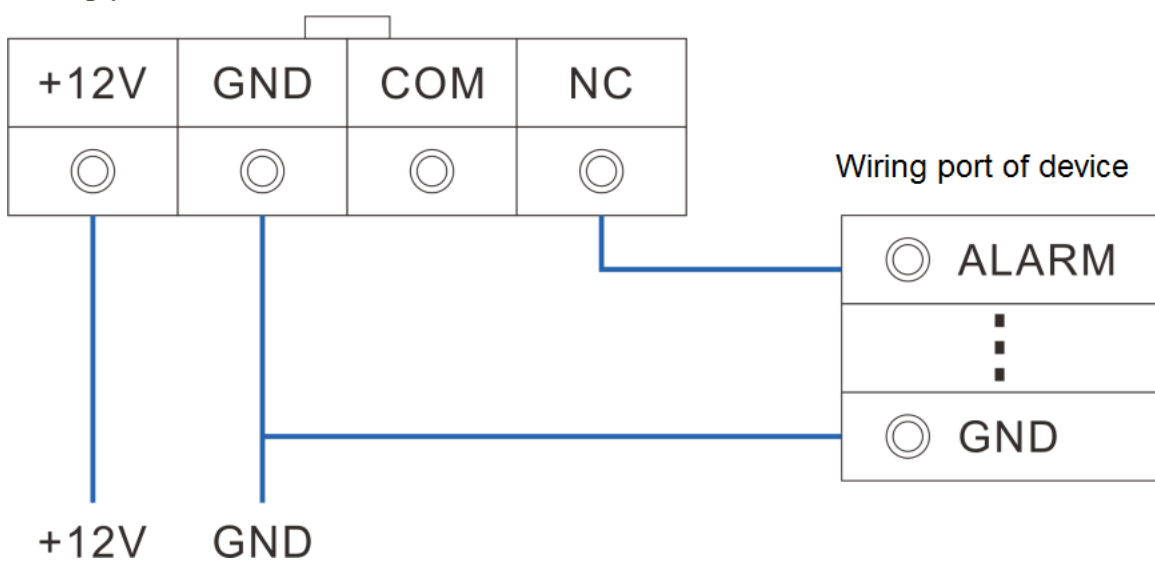 +12V GND COM NC
Wiring port of device
ALARM
GND
+12V GND